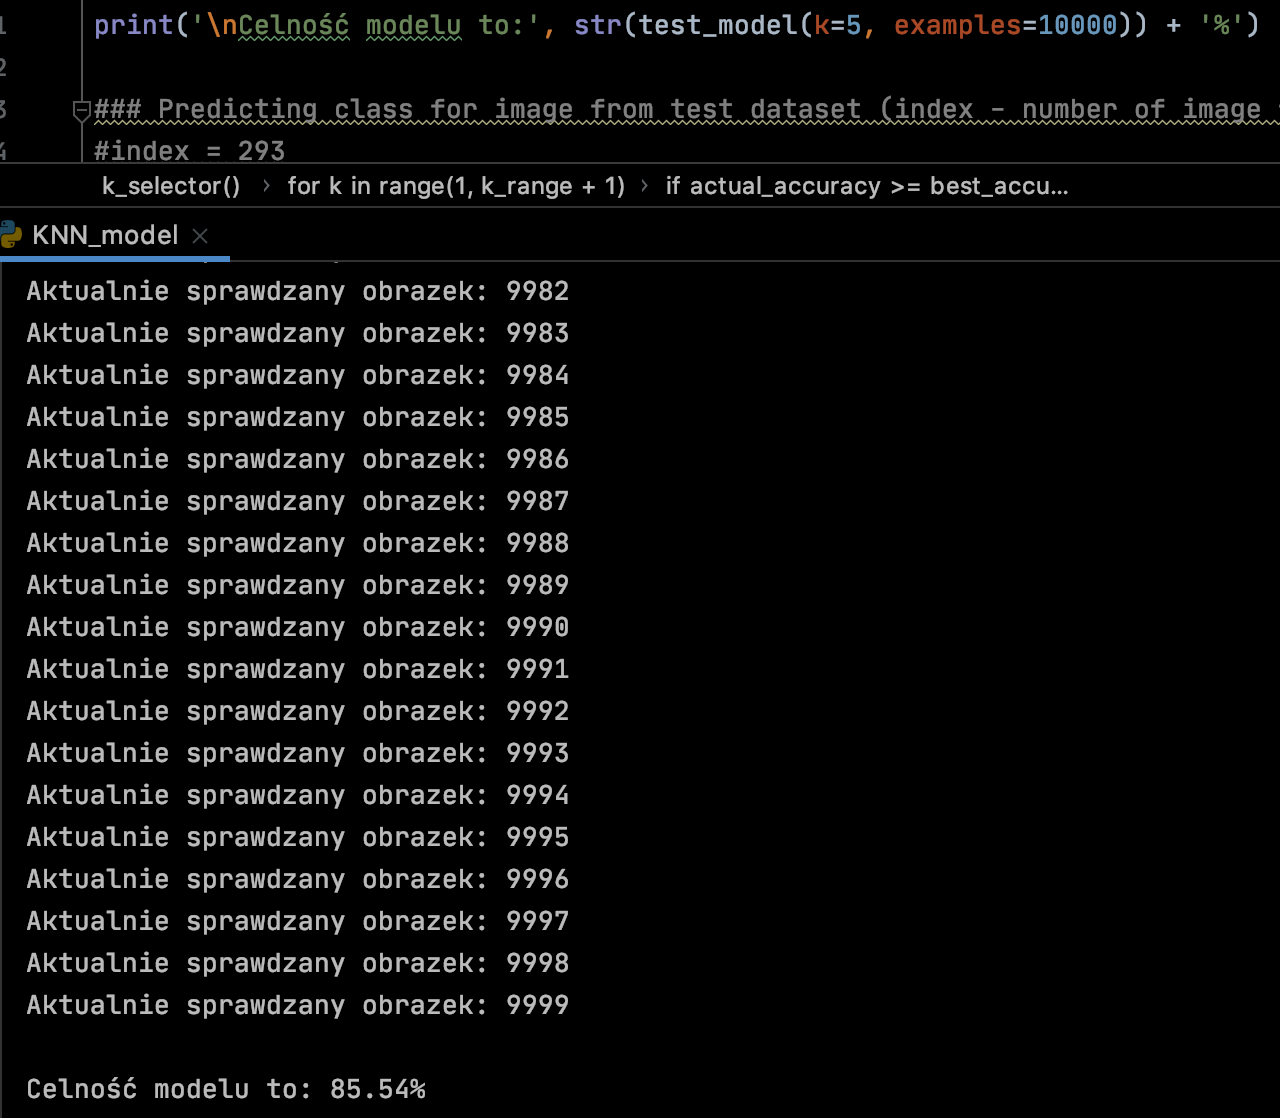 1 print('\nCelność modelu to:', str(test_model(k=5, examples=10000)) + '%')
2
3 ### Predicting class for image from test dataset (index - number of image
4 #index = 293
k_selector() › for k in range(1, k_range + 1) › if actual_accuracy >= best_accu...
KNN_model ×
Aktualnie sprawdzany obrazek: 9982
Aktualnie sprawdzany obrazek: 9983
Aktualnie sprawdzany obrazek: 9984
Aktualnie sprawdzany obrazek: 9985
Aktualnie sprawdzany obrazek: 9986
Aktualnie sprawdzany obrazek: 9987
Aktualnie sprawdzany obrazek: 9988
Aktualnie sprawdzany obrazek: 9989
Aktualnie sprawdzany obrazek: 9990
Aktualnie sprawdzany obrazek: 9991
Aktualnie sprawdzany obrazek: 9992
Aktualnie sprawdzany obrazek: 9993
Aktualnie sprawdzany obrazek: 9994
Aktualnie sprawdzany obrazek: 9995
Aktualnie sprawdzany obrazek: 9996
Aktualnie sprawdzany obrazek: 9997
Aktualnie sprawdzany obrazek: 9998
Aktualnie sprawdzany obrazek: 9999
Celność modelu to: 85.54%